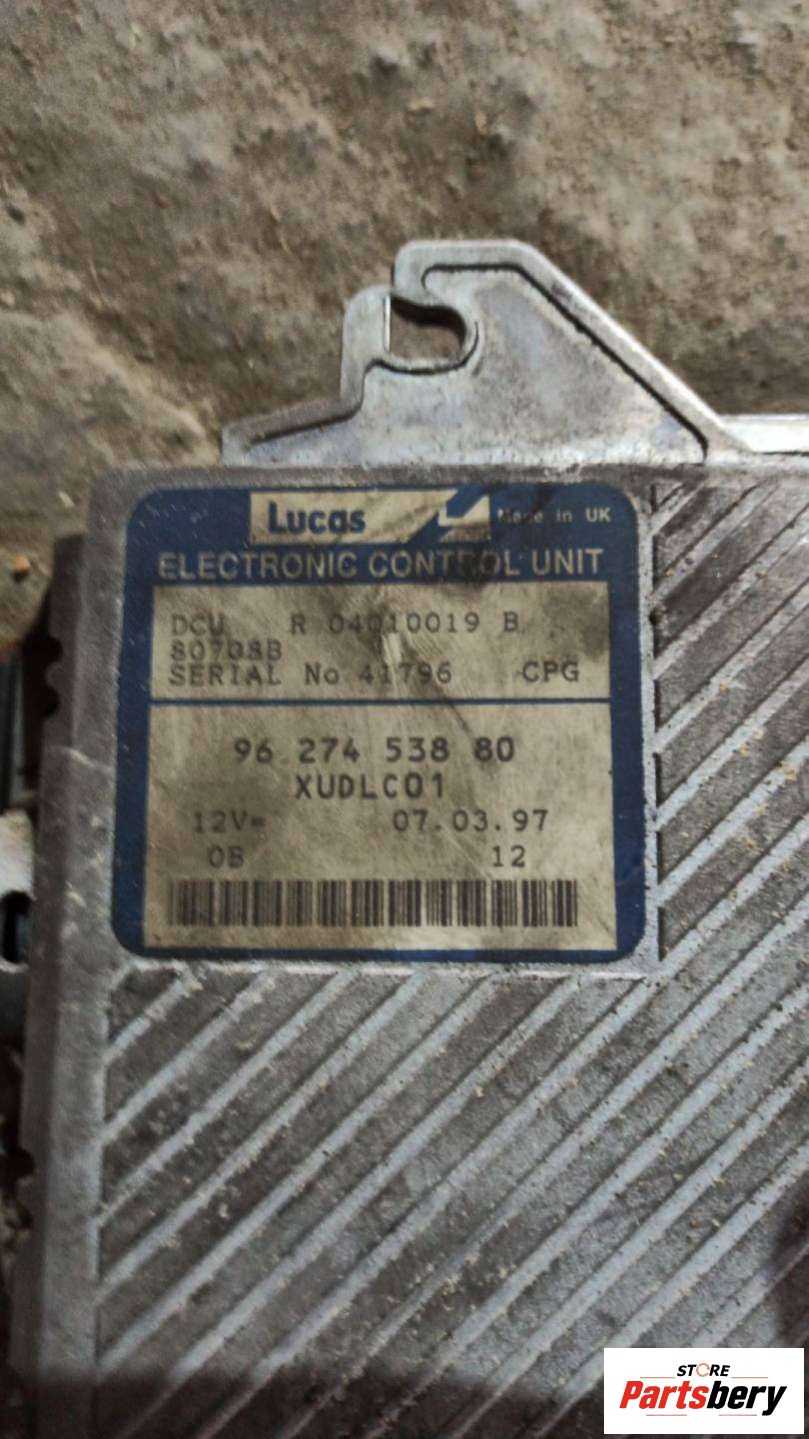 Lucas Made in UK
ELECTRONIC CONTROL UNIT
DCU R 04010019 B
80708B
SERIAL No 41796 CPG
96 274 538 80
XUDLC01
12V= 07.03.97
0B 12
STORE
Partsbery